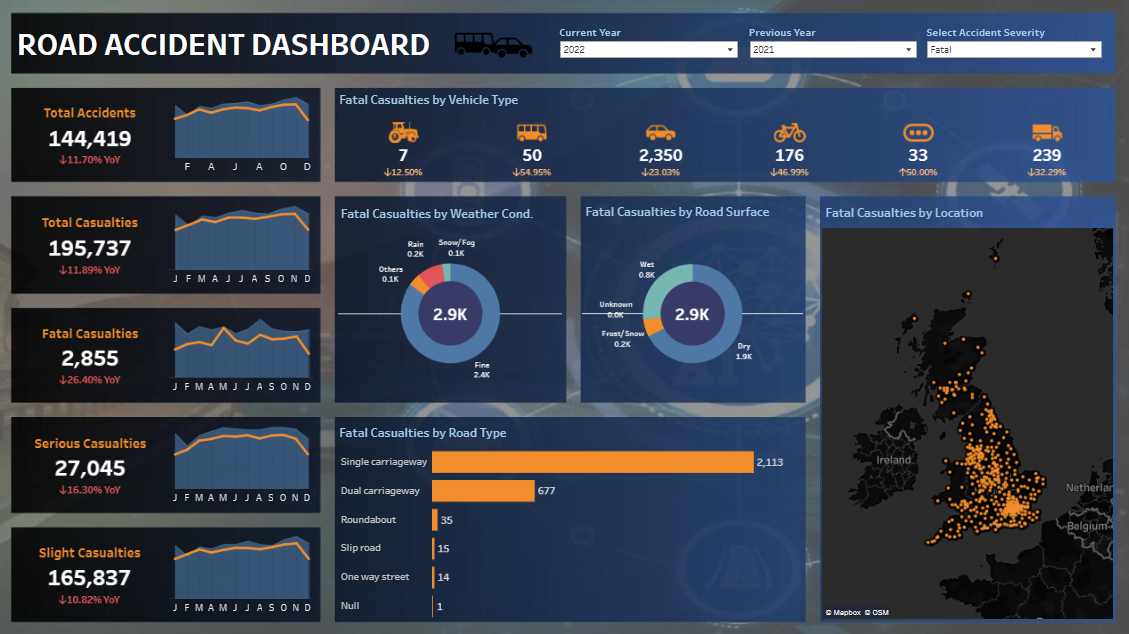 ROAD ACCIDENT DASHBOARD
Current Year
2022
Previous Year
2021
Select Accident Severity
Fatal
Total Accidents
144,419
↓11.70% YoY
F A J A O D
Total Casualties
195,737
↓11.89% YoY
J F M A M J J A S O N D
Fatal Casualties
2,855
↓26.40% YoY
J F M A M J J A S O N D
Serious Casualties
27,045
↓16.30% YoY
J F M A M J J A S O N D
Slight Casualties
165,837
↓10.82% YoY
J F M A M J J A S O N D
Fatal Casualties by Vehicle Type
7 50 2,350 176 33 239
↓12.50% ↓54.95% ↓23.03% ↓46.99% ↑50.00% ↓32.29%
Fatal Casualties by Weather Cond.
Rain
0.2K
Snow/Fog
0.1K
Others
0.1K
2.9K
Fine
2.4K
Fatal Casualties by Road Surface
Wet
0.8K
Unknown
0.0K
Frost/Snow
0.2K
2.9K
Dry
1.9K
Fatal Casualties by Road Type
Single carriageway 2,113
Dual carriageway 677
Roundabout 35
Slip road 15
One way street 14
Null 1
Fatal Casualties by Location
Ireland
Netherlan
Belgium
© Mapbox © OSM